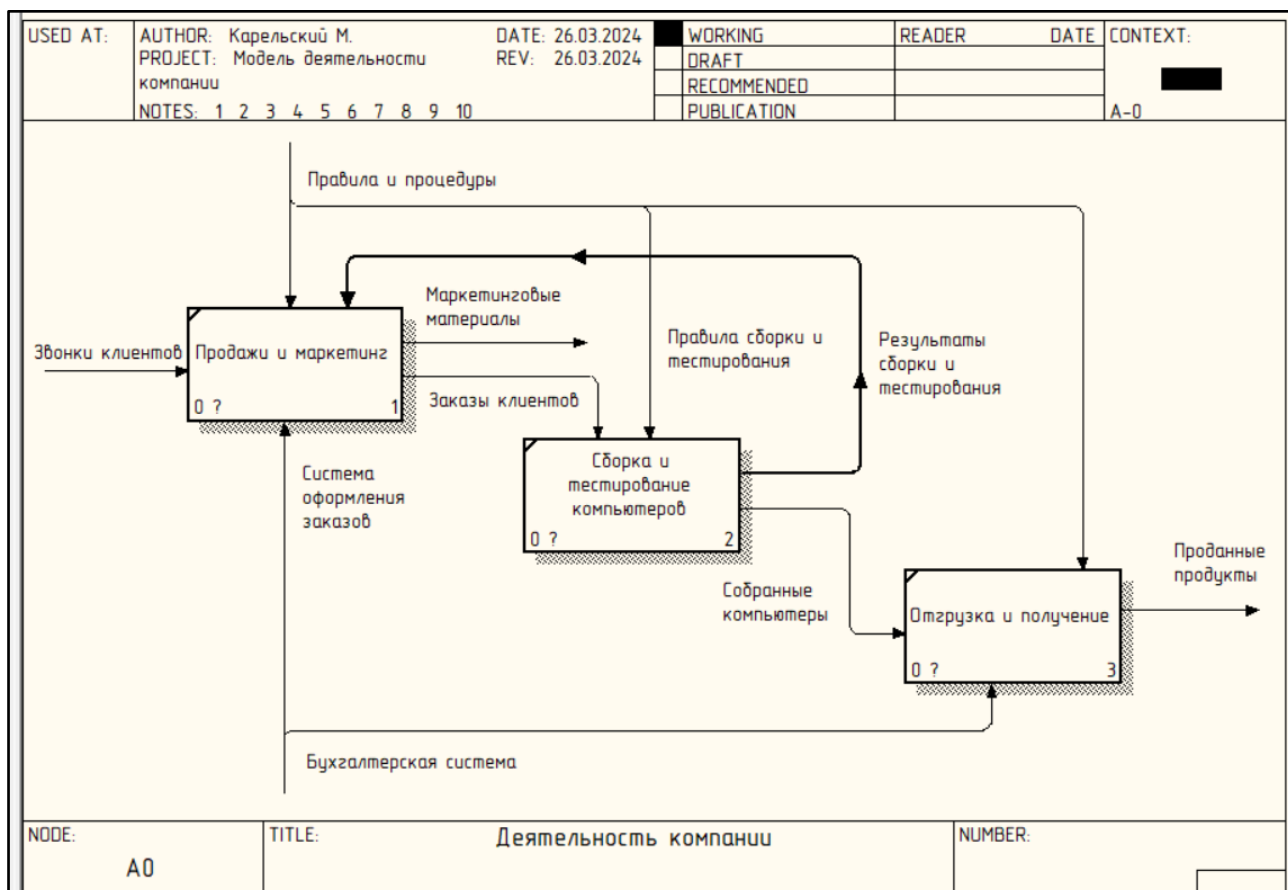 USED AT:
AUTHOR: Карельский М.
DATE: 26.03.2024
PROJECT: Модель деятельности
компании
REV: 26.03.2024
NOTES: 1 2 3 4 5 6 7 8 9 10
WORKING
DRAFT
RECOMMENDED
PUBLICATION
READER DATE
CONTEXT:
A-0
Правила и процедуры
Маркетинговые
материалы
Звонки клиентов
Продажи и маркетинг
0 ? 1
Заказы клиентов
Правила сборки и
тестирования
Результаты
сборки и
тестирования
Система
оформления
заказов
Сборка и
тестирование
компьютеров
0 ? 2
Собранные
компьютеры
Проданные
продукты
Отгрузка и получение
0 ? 3
Бухгалтерская система
NODE:
A0
TITLE:
Деятельность компании
NUMBER: